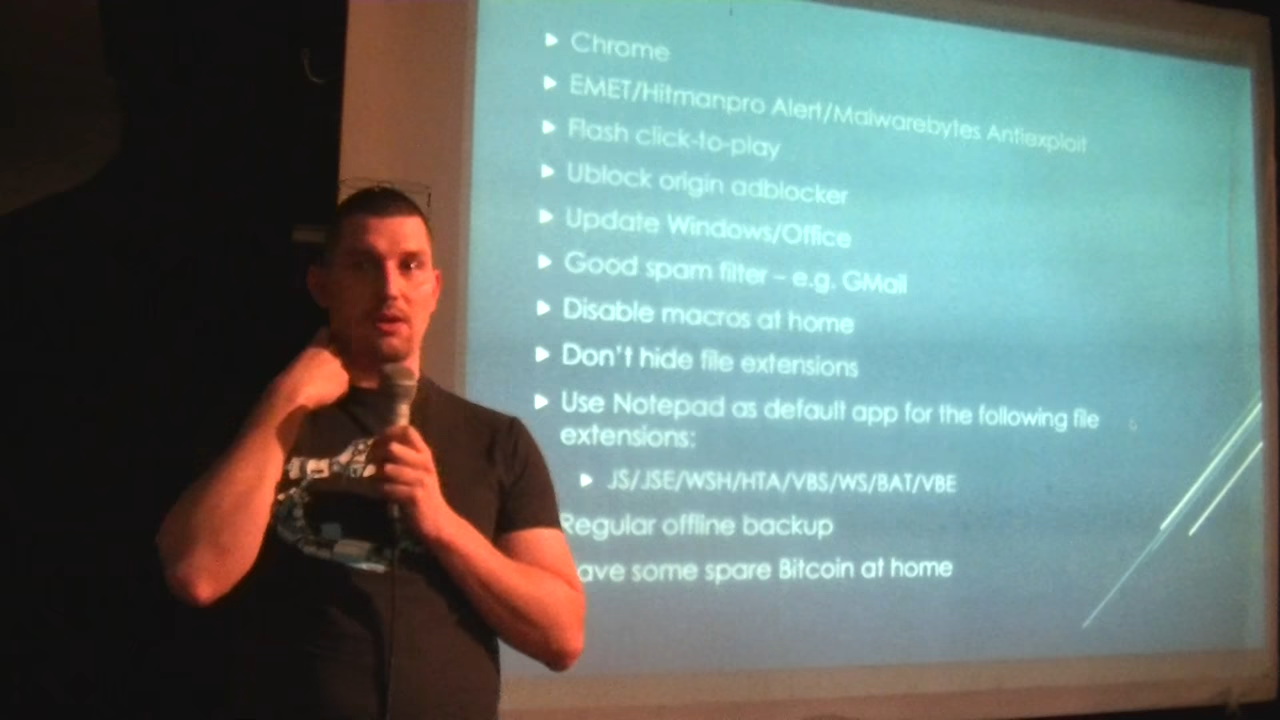 Chrome
EMET/Hitmanpro Alert/Malwarebytes Antiexploit
Flash click-to-play
Ublock origin adblocker
Update Windows/Office
Good spam filter – e.g. GMail
Disable macros at home
Don't hide file extensions
Use Notepad as default app for the following file
extensions:
JS/JSE/WSH/HTA/VBS/WS/BAT/VBE
Regular offline backup
ave some spare Bitcoin at home